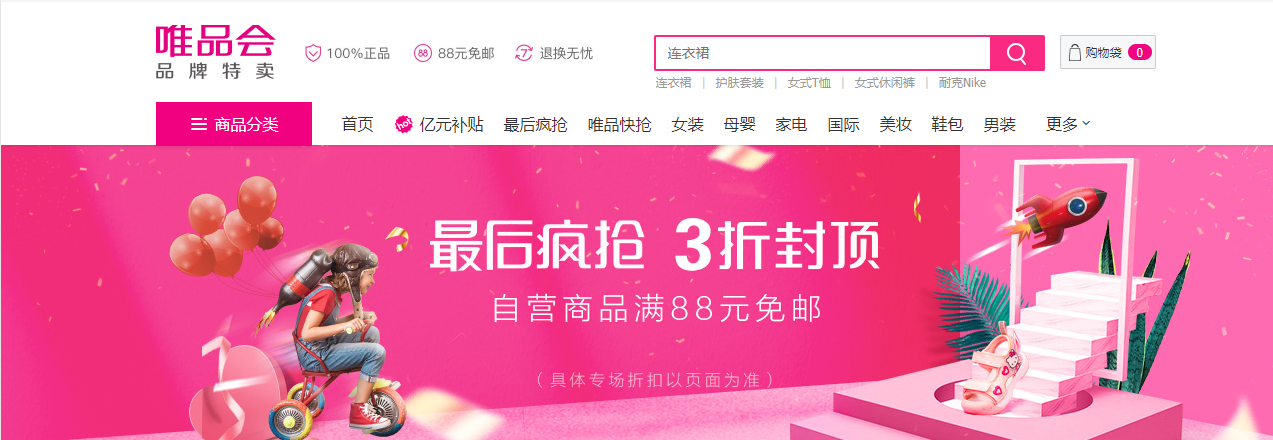 唯品会
品牌特卖
100%正品
88
88元免邮
7
退换无忧
连衣裙
购物袋 0
连衣裙 | 护肤套装 | 女式T恤 | 女式休闲裤 | 耐克Nike
商品分类
首页 hot 亿元补贴 最后疯抢 唯品快抢 女装 母婴 家电 国际 美妆 鞋包 男装 更多
最后疯抢 3折封顶
自营商品满88元免邮
（具体专场折扣以页面为准）